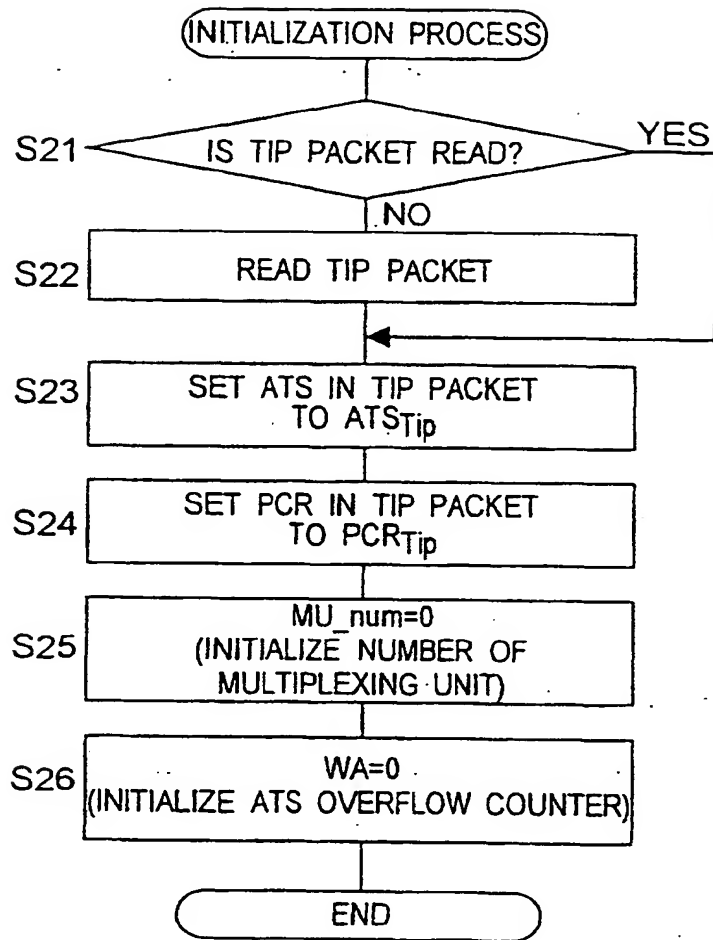 INITIALIZATION PROCESS
S21
IS TIP PACKET READ?
YES
NO
S22
READ TIP PACKET
S23
SET ATS IN TIP PACKET
TO ATSTip
S24
SET PCR IN TIP PACKET
TO PCRTip
S25
MU_num=0
(INITIALIZE NUMBER OF
MULTIPLEXING UNIT)
S26
WA=0
(INITIALIZE ATS OVERFLOW COUNTER)
END